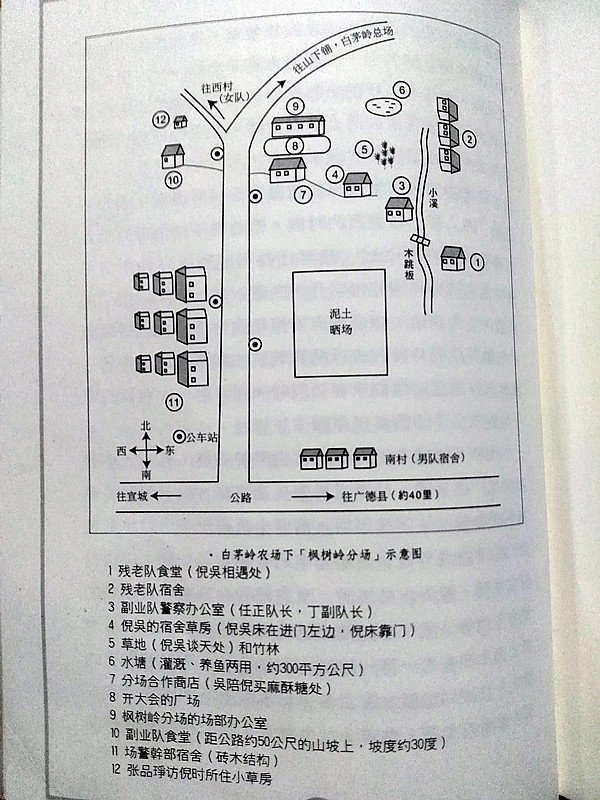 往山下铺・白茅岭总场
往西村
（女队）
9
6
12
8
5
2
10
7
4
3
小溪
1
木跳板
泥土
晒场
11
北
西 东
南
公车站
南村（男队宿舍）
往宣城
公路
往广德县（約40里）
・白茅岭农场下「枫树岭分场」示意图
1 残老队食堂（倪吳相遇处）
2 残老队宿舍
3 副业队警察办公室（任正队长，丁副队长）
4 倪吳的宿舍草房（倪吳床在进门左边，倪床靠门）
5 草地（倪吳谈天处）和竹林
6 水塘（灌溉、养鱼两用，约300平方公尺）
7 分场合作商店（吳陪倪买麻酥糖处）
8 开大会的广场
9 枫树岭分场的场部办公室
10 副业队食堂（距公路约50公尺的山坡上，坡度约30度）
11 场警幹部宿舍（砖木结构）
12 张品琤访倪时所住小草房